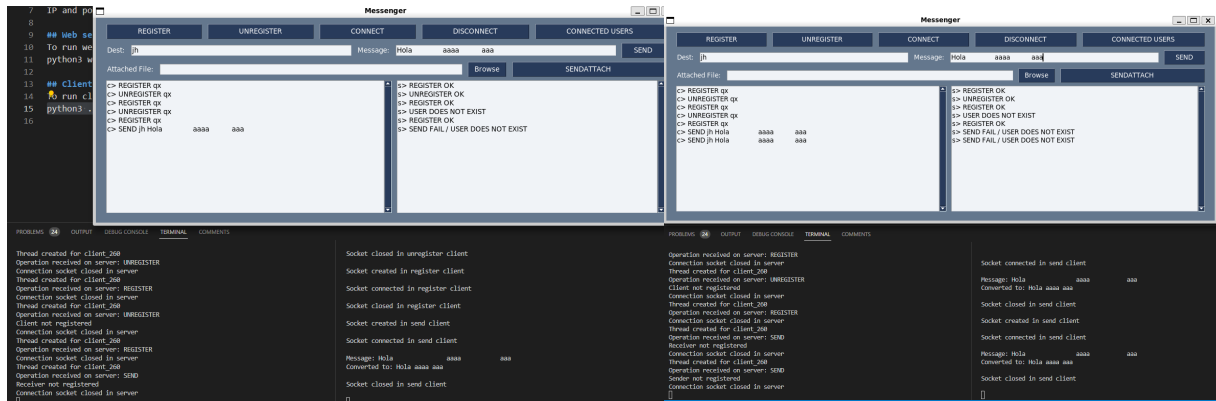 7 IP and po
8
9 ## Web se
10 To run we
11 python3 w
12
13 ## Client
14 To run cl
15 python3 .
16
Messenger
REGISTER UNREGISTER CONNECT DISCONNECT CONNECTED USERS
Dest: jh Message: Hola aaaa aaa SEND
Attached File: Browse SENDATTACH
c> REGISTER qx
c> UNREGISTER qx
c> REGISTER qx
c> UNREGISTER qx
c> REGISTER qx
c> SEND jh Hola aaaa aaa
s> REGISTER OK
s> UNREGISTER OK
s> REGISTER OK
s> USER DOES NOT EXIST
s> REGISTER OK
s> SEND FAIL / USER DOES NOT EXIST
PROBLEMS 24 OUTPUT DEBUG CONSOLE TERMINAL COMMENTS
Thread created for client_260
Operation received on server: UNREGISTER
Connection socket closed in server
Thread created for client_260
Operation received on server: REGISTER
Connection socket closed in server
Thread created for client_260
Operation received on server: UNREGISTER
Client not registered
Connection socket closed in server
Thread created for client_260
Operation received on server: REGISTER
Connection socket closed in server
Thread created for client_260
Operation received on server: SEND
Receiver not registered
Connection socket closed in server
Socket closed in unregister client
Socket created in register client
Socket connected in register client
Socket closed in register client
Socket created in send client
Socket connected in send client
Message: Hola aaaa aaa
Converted to: Hola aaaa aaa
Socket closed in send client
Messenger
REGISTER UNREGISTER CONNECT DISCONNECT CONNECTED USERS
Dest: jh Message: Hola aaaa aaa SEND
Attached File: Browse SENDATTACH
c> REGISTER qx
c> UNREGISTER qx
c> REGISTER qx
c> UNREGISTER qx
c> REGISTER qx
c> SEND jh Hola aaaa aaa
c> SEND jh Hola aaaa aaa
s> REGISTER OK
s> UNREGISTER OK
s> REGISTER OK
s> USER DOES NOT EXIST
s> REGISTER OK
s> SEND FAIL / USER DOES NOT EXIST
s> SEND FAIL / USER DOES NOT EXIST
PROBLEMS 24 OUTPUT DEBUG CONSOLE TERMINAL COMMENTS
Operation received on server: REGISTER
Connection socket closed in server
Thread created for client_260
Operation received on server: UNREGISTER
Client not registered
Connection socket closed in server
Thread created for client_260
Operation received on server: REGISTER
Connection socket closed in server
Thread created for client_260
Operation received on server: SEND
Receiver not registered
Connection socket closed in server
Thread created for client_260
Operation received on server: SEND
Sender not registered
Connection socket closed in server
Socket connected in send client
Message: Hola aaaa aaa
Converted to: Hola aaaa aaa
Socket closed in send client
Socket created in send client
Socket connected in send client
Message: Hola aaaa aaa
Converted to: Hola aaaa aaa
Socket closed in send client